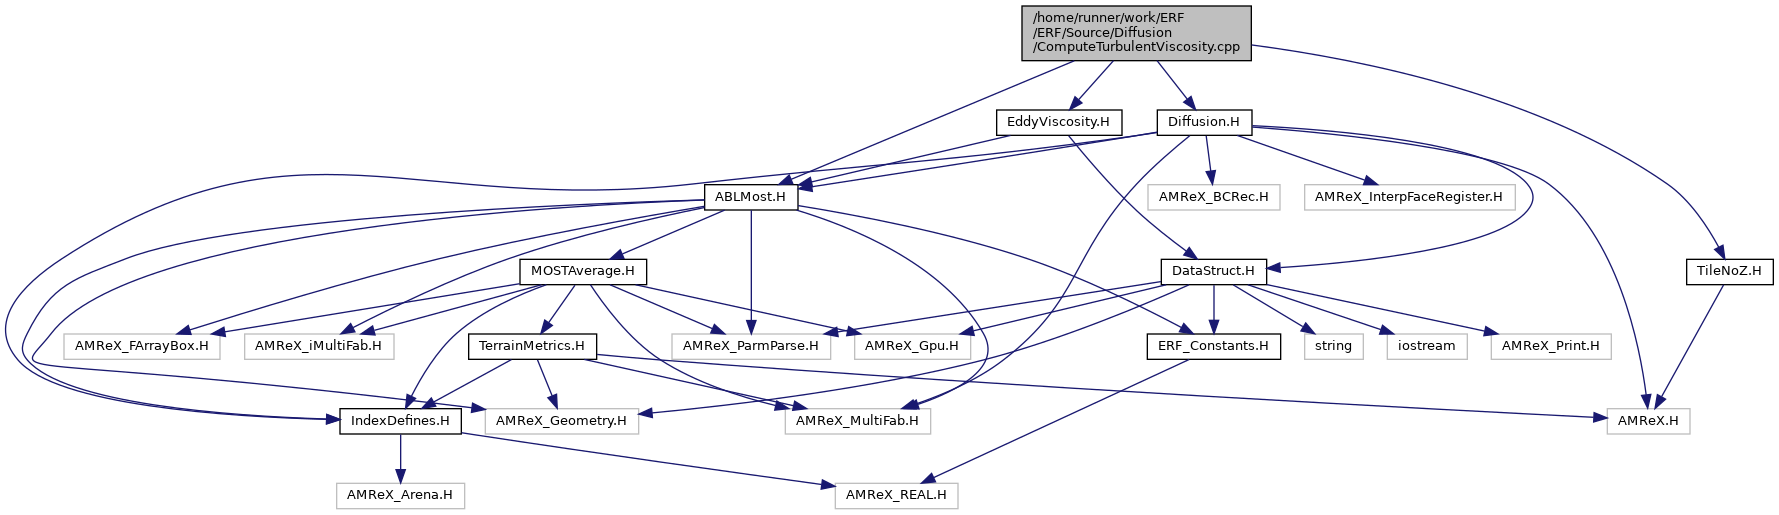 /home/runner/work/ERF
/ERF/Source/Diffusion
/ComputeTurbulentViscosity.cpp
EddyViscosity.H
Diffusion.H
ABLMost.H
AMReX_BCRec.H
AMReX_InterpFaceRegister.H
MOSTAverage.H
DataStruct.H
TileNoZ.H
AMReX_FArrayBox.H
AMReX_iMultiFab.H
TerrainMetrics.H
AMReX_ParmParse.H
AMReX_Gpu.H
ERF_Constants.H
string
iostream
AMReX_Print.H
IndexDefines.H
AMReX_Geometry.H
AMReX_MultiFab.H
AMReX.H
AMReX_Arena.H
AMReX_REAL.H